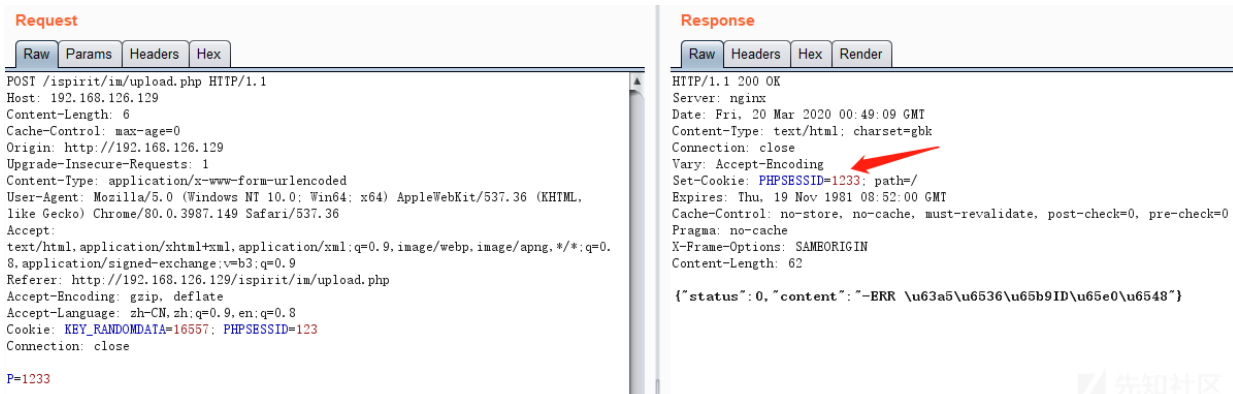 Request
Raw Params Headers Hex
POST /ispirit/im/upload.php HTTP/1.1
Host: 192.168.126.129
Content-Length: 6
Cache-Control: max-age=0
Origin: http://192.168.126.129
Upgrade-Insecure-Requests: 1
Content-Type: application/x-www-form-urlencoded
User-Agent: Mozilla/5.0 (Windows NT 10.0; Win64; x64) AppleWebKit/537.36 (KHTML,
like Gecko) Chrome/80.0.3987.149 Safari/537.36
Accept:
text/html,application/xhtml+xml,application/xml;q=0.9,image/webp,image/apng,*/*;q=0.
8,application/signed-exchange;v=b3;q=0.9
Referer: http://192.168.126.129/ispirit/im/upload.php
Accept-Encoding: gzip, deflate
Accept-Language: zh-CN,zh;q=0.9,en;q=0.8
Cookie: KEY_RANDOMDATA=16557; PHPSESSID=123
Connection: close
P=1233
Response
Raw Headers Hex Render
HTTP/1.1 200 OK
Server: nginx
Date: Fri, 20 Mar 2020 00:49:09 GMT
Content-Type: text/html; charset=gbk
Connection: close
Vary: Accept-Encoding
Set-Cookie: PHPSESSID=1233; path=/
Expires: Thu, 19 Nov 1981 08:52:00 GMT
Cache-Control: no-store, no-cache, must-revalidate, post-check=0, pre-check=0
Pragma: no-cache
X-Frame-Options: SAMEORIGIN
Content-Length: 62
{"status":0,"content":"-ERR \u63a5\u6536\u65b9ID\u65e0\u6548"}
先知社区